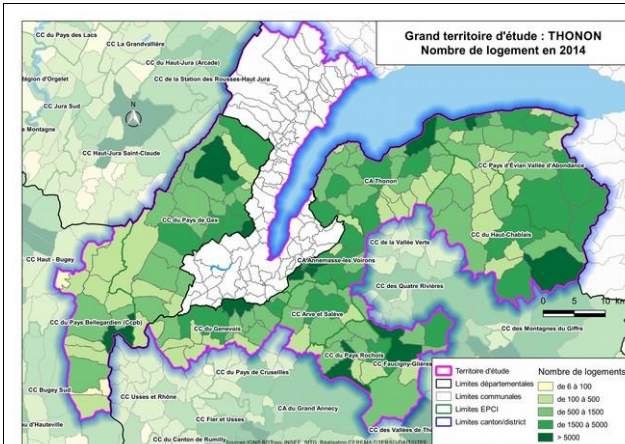 Grand territoire d'étude : THONON
Nombre de logement en 2014
CC du Pays des Lacs
CC La Grandvallière
CC du Haut-Jura (Arcade)
CC de la Station des Rousses-Haut Jura
Région d'Orgelet
CC Jura Sud
Montagne
N
CC Haut-Jura Saint-Claude
CC Pays d'Évian Vallée d'Abondance
CA Thonon
CC du Pays de Gex
CC du Haut-Chablais
CC de la Vallée Verte
CC Haut - Bugey
CA Annemasse-les Voirons
CC des Quatre Rivières
0 5 10
CC du Pays Bellegardien (Ccpb)
CC Arve et Salève
CC du Genevois
CC des Montagnes du Giffre
CC du Pays Rochois
CC Faucigny-Glières
CC du Pays de Cruseilles
CC Bugey Sud
CC Usses et Rhône
CA du Grand Annecy
d'Hauteville
CC Fier et Usses
CC du Canton de Rumilly
CC des Vallées de
Territoire d'étude
Limites départementales
Limites communales
Limites EPCI
Limites canton/district
Nombre de logements
de 6 à 100
de 100 à 500
de 500 à 1500
de 1500 à 5000
> 5000